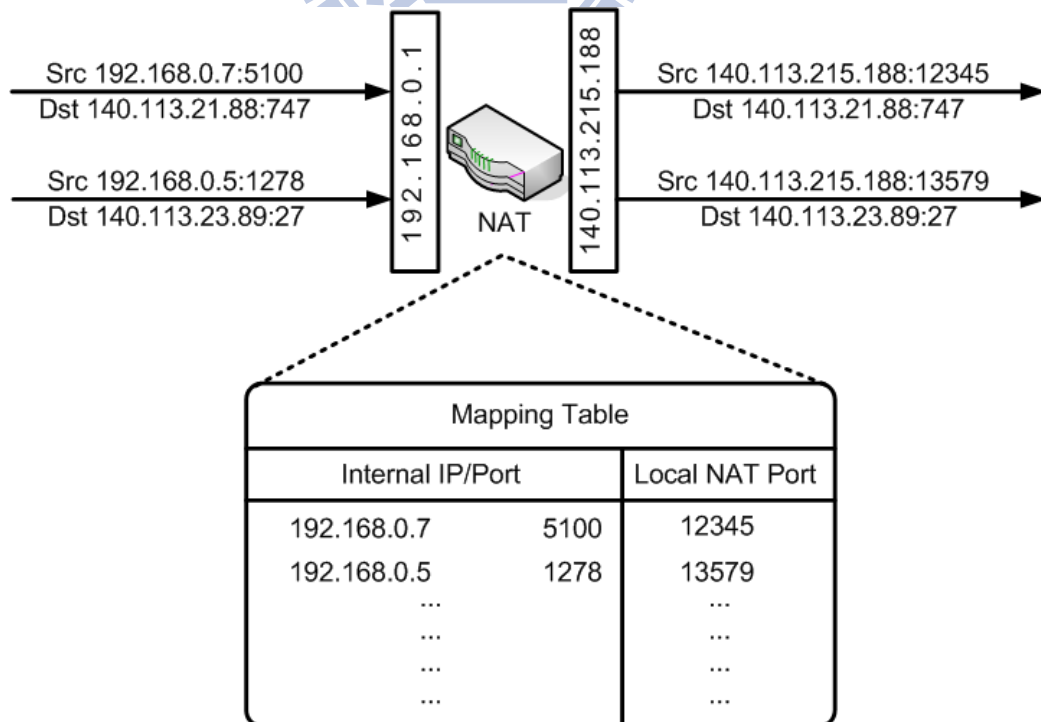 Src 192.168.0.7:5100
Dst 140.113.21.88:747
Src 192.168.0.5:1278
Dst 140.113.23.89:27
192.168.0.1
NAT
140.113.215.188
Src 140.113.215.188:12345
Dst 140.113.21.88:747
Src 140.113.215.188:13579
Dst 140.113.23.89:27
Mapping Table
Internal IP/Port Local NAT Port
192.168.0.7 5100 12345
192.168.0.5 1278 13579
... ...
... ...
... ...
... ...